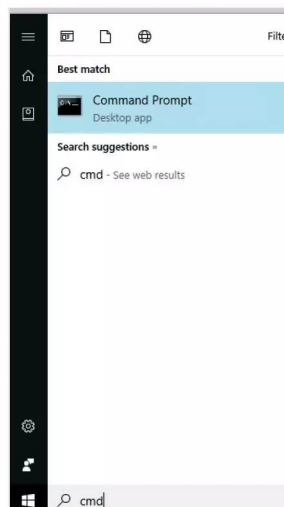 Filte
Best match
Command Prompt
Desktop app
Search suggestions »
cmd - See web results
cmd